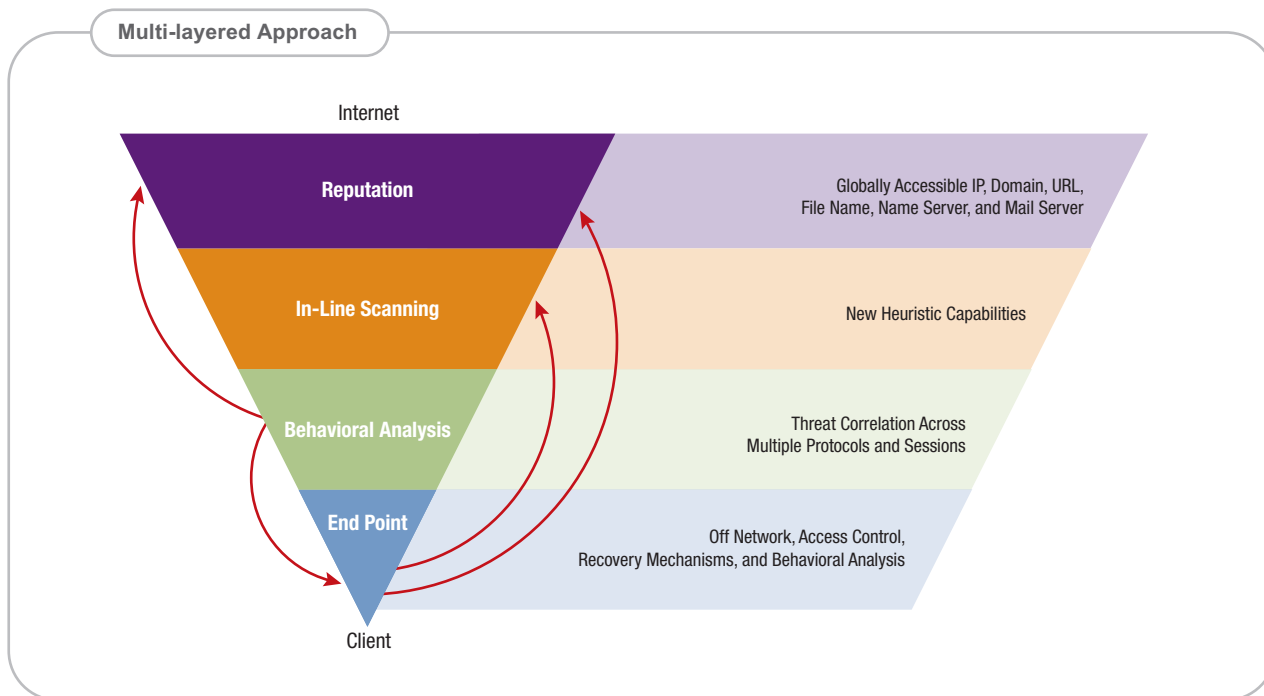 Multi-layered Approach
Internet
Reputation
Globally Accessible IP, Domain, URL,
File Name, Name Server, and Mail Server
In-Line Scanning
New Heuristic Capabilities
Behavioral Analysis
Threat Correlation Across
Multiple Protocols and Sessions
End Point
Off Network, Access Control,
Recovery Mechanisms, and Behavioral Analysis
Client